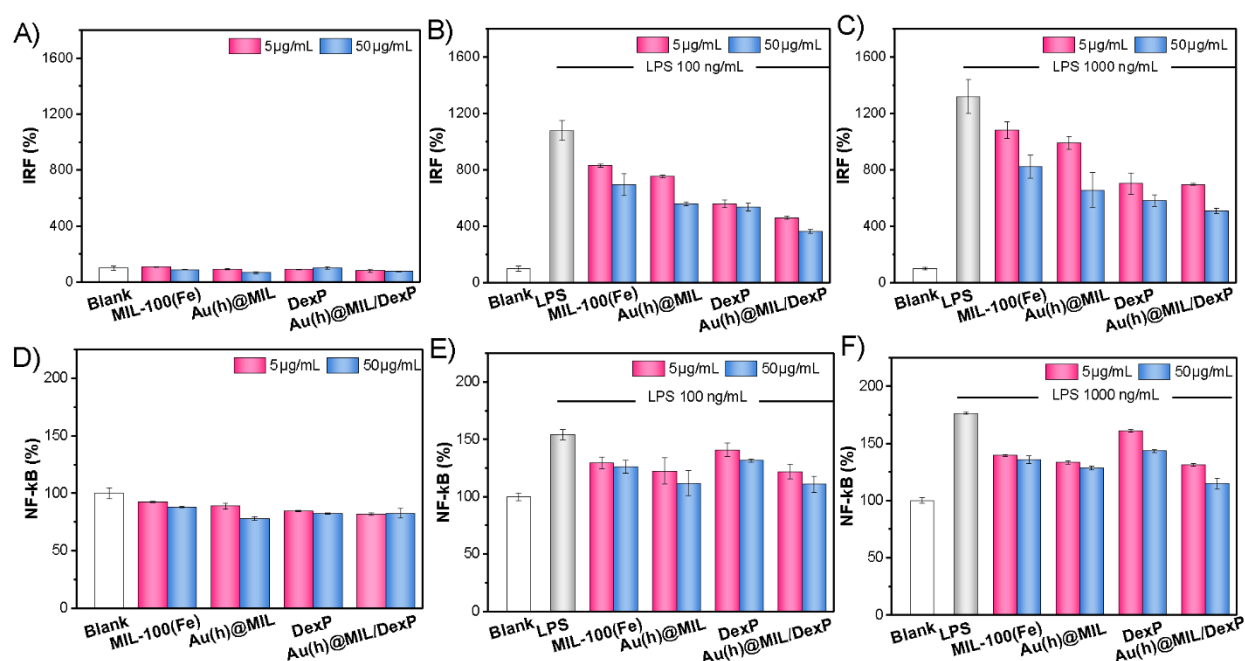 A)
5µg/mL 50µg/mL
1600
1200
800
400
0
IRF (%)
Blank
MIL-100(Fe)
Au(h)@MIL
DexP
Au(h)@MIL/DexP
B)
5µg/mL 50µg/mL
LPS 100 ng/mL
1600
1200
800
400
0
IRF (%)
Blank
LPS
MIL-100(Fe)
Au(h)@MIL
DexP
Au(h)@MIL/DexP
C)
5µg/mL 50µg/mL
LPS 1000 ng/mL
1600
1200
800
400
0
IRF (%)
Blank
LPS
MIL-100(Fe)
Au(h)@MIL
DexP
Au(h)@MIL/DexP
D)
5µg/mL 50µg/mL
200
150
100
50
0
NF-kB (%)
Blank
MIL-100(Fe)
Au(h)@MIL
DexP
Au(h)@MIL/DexP
E)
5µg/mL 50µg/mL
LPS 100 ng/mL
200
150
100
50
0
NF-kB (%)
Blank
LPS
MIL-100(Fe)
Au(h)@MIL
DexP
Au(h)@MIL/DexP
F)
5µg/mL 50µg/mL
LPS 1000 ng/mL
200
150
100
50
0
NF-kB (%)
Blank
LPS
MIL-100(Fe)
Au(h)@MIL
DexP
Au(h)@MIL/DexP